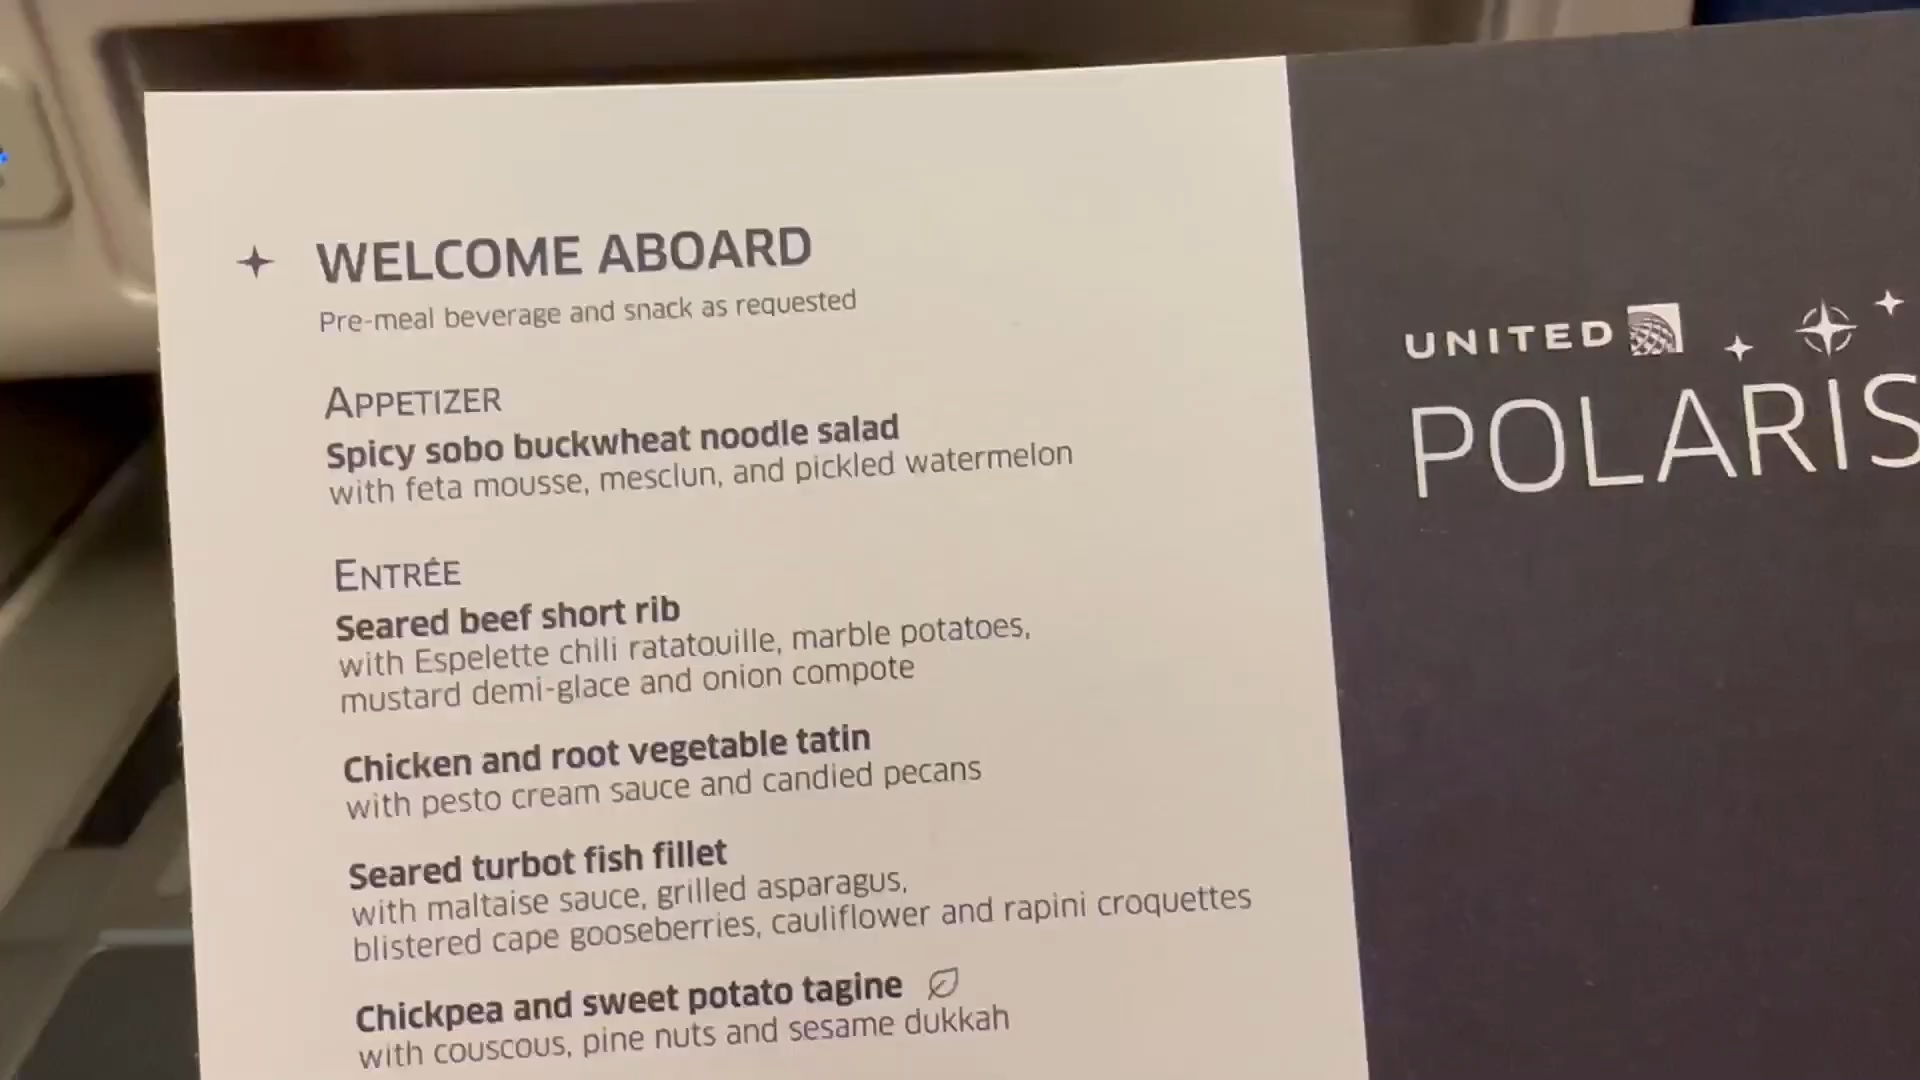 WELCOME ABOARD
Pre-meal beverage and snack as requested
APPETIZER
Spicy sobo buckwheat noodle salad
with feta mousse, mesclun, and pickled watermelon
ENTRÉE
Seared beef short rib
with Espelette chili ratatouille, marble potatoes,
mustard demi-glace and onion compote
Chicken and root vegetable tatin
with pesto cream sauce and candied pecans
Seared turbot fish fillet
with maltaise sauce, grilled asparagus,
blistered cape gooseberries, cauliflower and rapini croquettes
Chickpea and sweet potato tagine
with couscous, pine nuts and sesame dukkah
UNITED
POLARIS